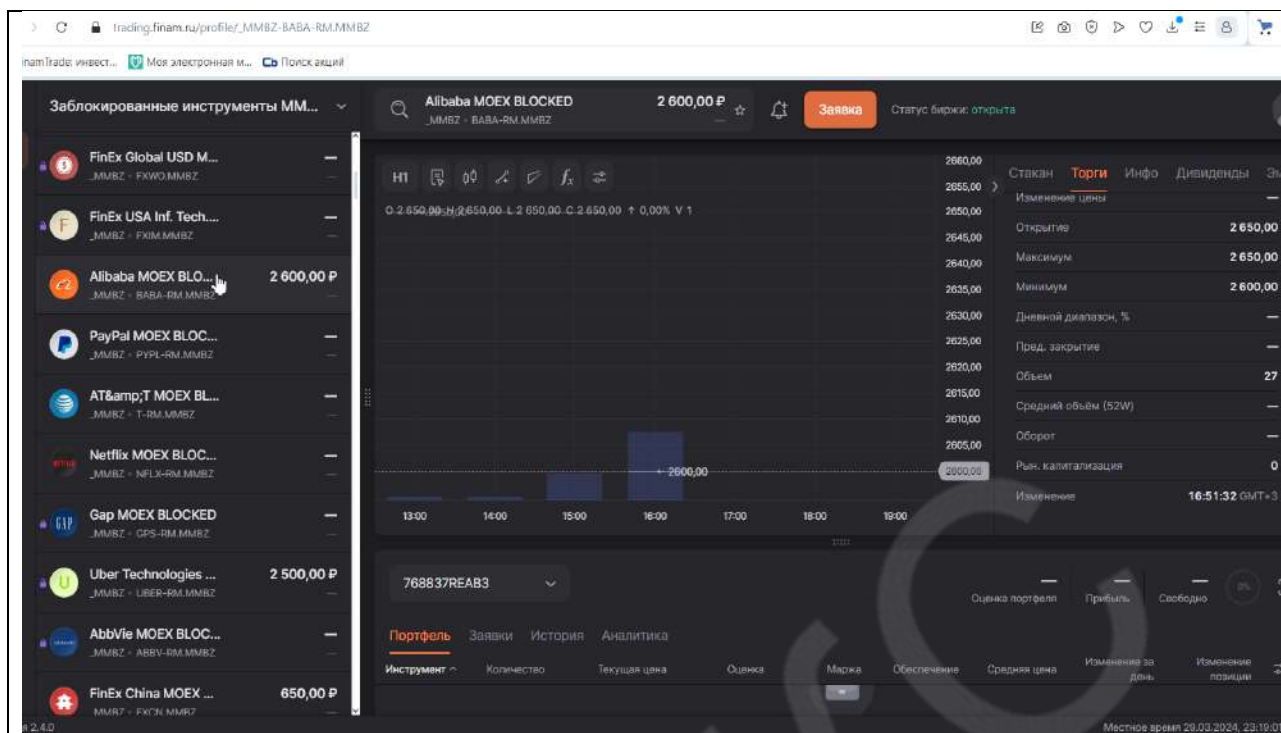 trading.finam.ru/profile/_MMBZ-BABA-RM.MMBZ
inamTrade: инвест... Моя электронная м... Сb Поиск акций
Заблокированные инструменты ММ...
FinEx Global USD M... —
_MMBZ • FXWO.MMBZ —
FinEx USA Inf. Tech.... —
_MMBZ • FXIM.MMBZ —
Alibaba MOEX BLO... 2 600,00 ₽
_MMBZ • BABA-RM.MMBZ —
PayPal MOEX BLOC... —
_MMBZ • PYPL-RM.MMBZ —
AT&amp;T MOEX BL... —
_MMBZ • T-RM.MMBZ —
Netflix MOEX BLOC... —
_MMBZ • NFLX-RM.MMBZ —
GAP
Gap MOEX BLOCKED —
_MMBZ • GPS-RM.MMBZ —
Uber Technologies ... 2 500,00 ₽
_MMBZ • UBER-RM.MMBZ —
AbbVie MOEX BLOC... —
_MMBZ • ABBV-RM.MMBZ —
FinEx China MOEX ... 650,00 ₽
_MMBZ • FXCN.MMBZ
2.4.0
Alibaba MOEX BLOCKED 2 600,00 ₽
_MMBZ • BABA-RM.MMBZ —
Заявка
Статус биржи: открыта
H1
O 2 650,00 H 2 650,00 L 2 650,00 C 2 650,00 ↑ 0,00% V 1
2660,00
2655,00
2650,00
2645,00
2640,00
2635,00
2630,00
2625,00
2620,00
2615,00
2610,00
2605,00
2600,00
← 2600,00
13:00 14:00 15:00 16:00 17:00 18:00 19:00
Стакан Торги Инфо Дивиденды Эм
Изменение цены —
Открытие 2 650,00
Максимум 2 650,00
Минимум 2 600,00
Дневной диапазон, % —
Пред. закрытие —
Объем 27
Средний объём (52W) —
Оборот —
Рын. капитализация 0
Изменение 16:51:32 GMT+3
768837REAB3
— — — 0%
Оценка портфеля Прибыль Свободно
Портфель Заявки История Аналитика
Инструмент Количество Текущая цена Оценка Маржа Обеспечение Средняя цена Изменение за день Изменение позиции
Местное время 29.03.2024, 23:19:01